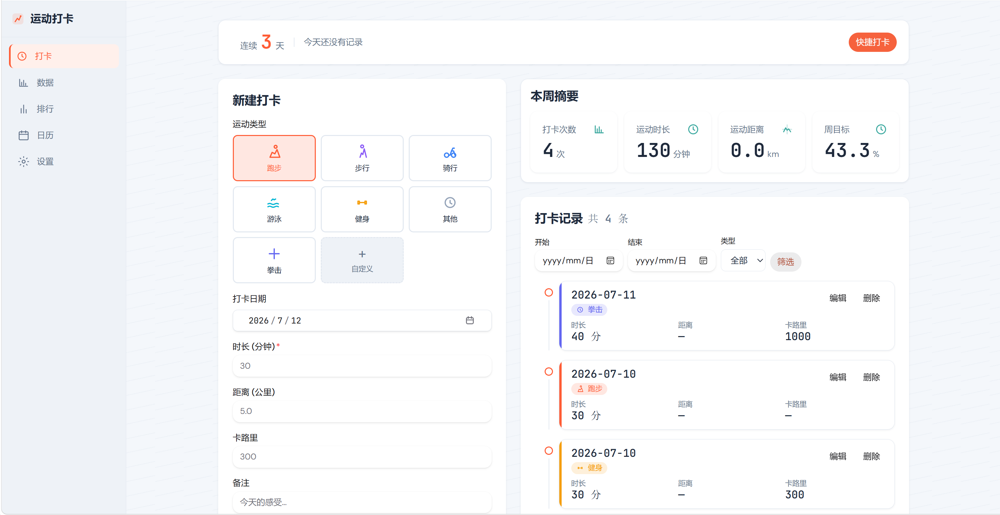 运动打卡
打卡
数据
排行
日历
设置
连续 3 天
今天还没有记录
快捷打卡
新建打卡
运动类型
跑步
步行
骑行
游泳
健身
其他
拳击
+
自定义
打卡日期
2026/7/12
时长 (分钟)*
30
距离 (公里)
5.0
卡路里
300
备注
今天的感受...
本周摘要
打卡次数
4 次
运动时长
130 分钟
运动距离
0.0 km
周目标
43.3 %
打卡记录 共 4 条
开始
yyyy/mm/日
结束
yyyy/mm/日
类型
全部
筛选
2026-07-11
编辑 删除
拳击
时长 距离 卡路里
40 分 — 1000
2026-07-10
编辑 删除
跑步
时长 距离 卡路里
30 分 — —
2026-07-10
编辑 删除
健身
时长 距离 卡路里
30 分 — 300